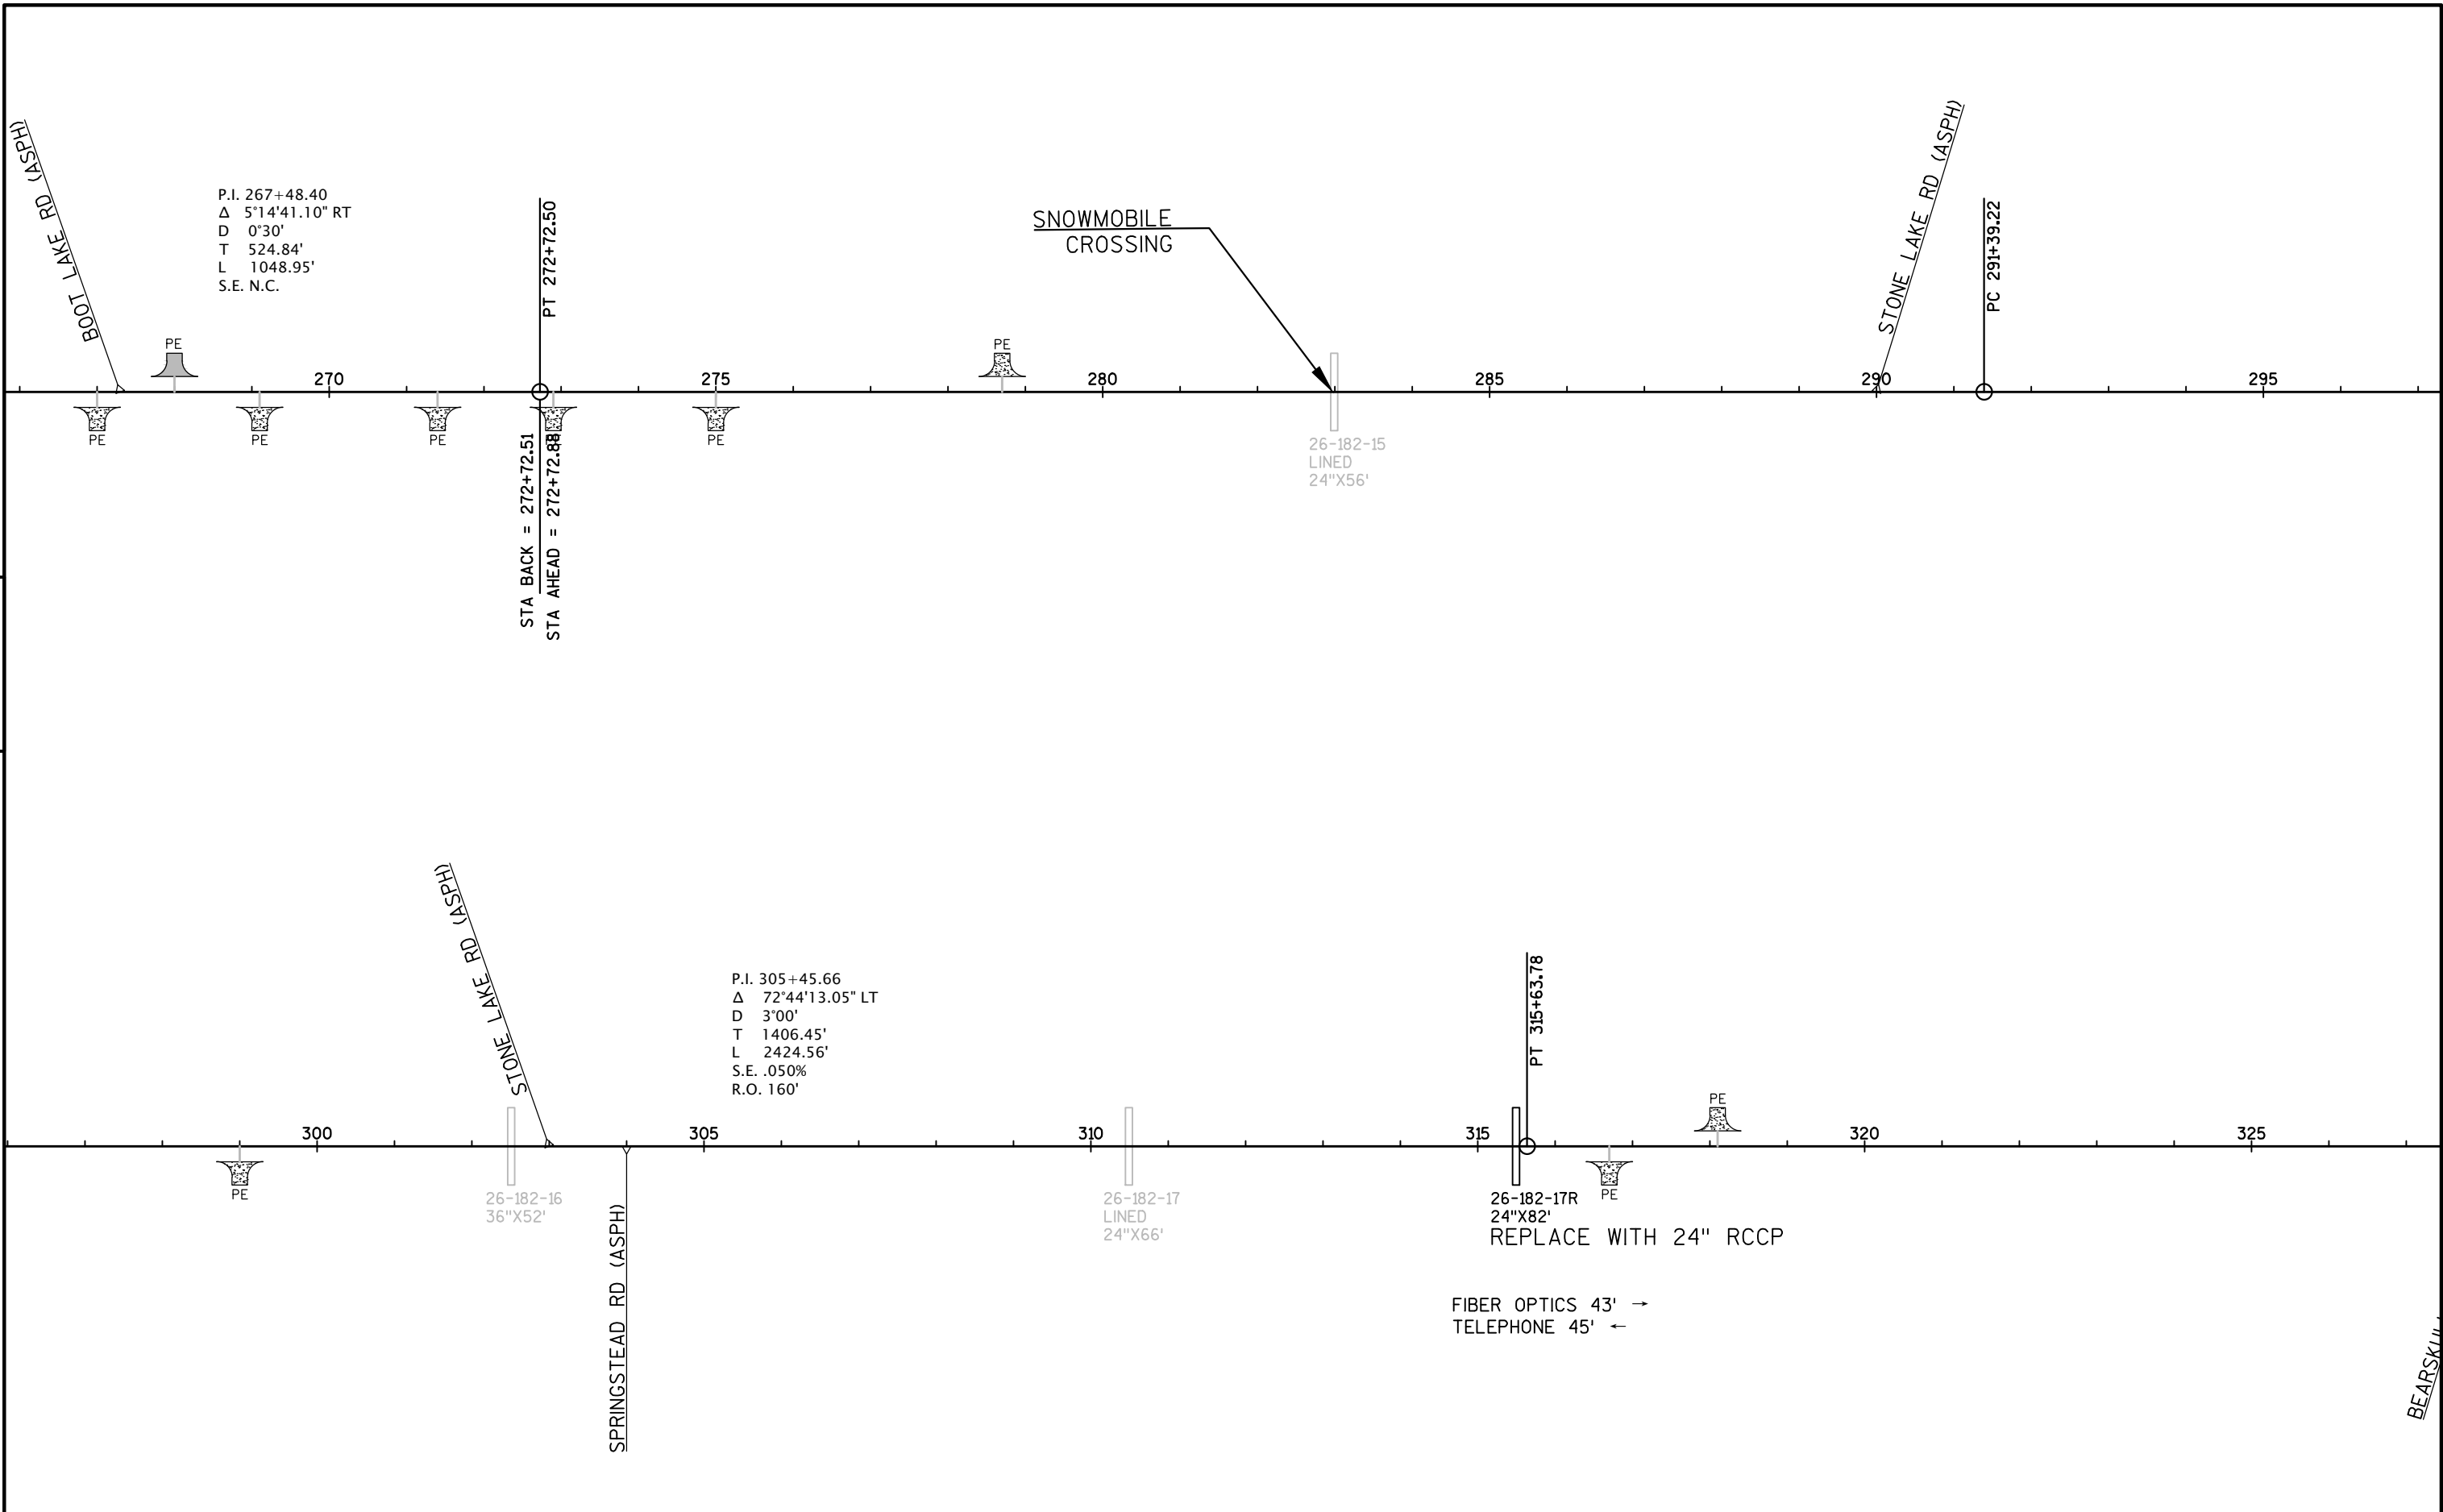 BOOT LAKE RD (ASPH)
P.I. 267+48.40
Δ 5°14'41.10" RT
D 0°30'
T 524.84'
L 1048.95'
S.E. N.C.
PT 272+72.50
SNOWMOBILE
CROSSING
STONE LAKE RD (ASPH)
PC 291+39.22
PE
PE
270
275
280
285
290
295
PE
PE
PE
PE
PE
STA BACK = 272+72.51
STA AHEAD = 272+72.88
26-182-15
LINED
24"X56'
STONE LAKE RD (ASPH)
P.I. 305+45.66
Δ 72°44'13.05" LT
D 3°00'
T 1406.45'
L 2424.56'
S.E. .050%
R.O. 160'
PT 315+63.78
PE
300
305
310
315
320
325
PE
26-182-16
36"X52'
SPRINGSTEAD RD (ASPH)
26-182-17
LINED
24"X66'
26-182-17R
24"X82'
REPLACE WITH 24" RCCP
PE
FIBER OPTICS 43' →
TELEPHONE 45' ←